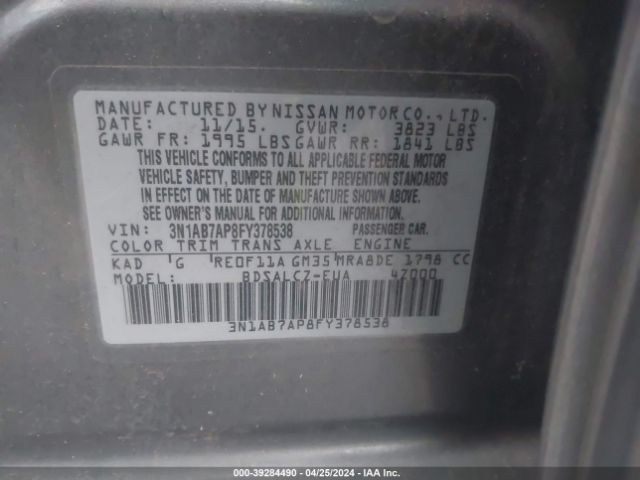 MANUFACTURED BY NISSAN MOTOR CO., LTD.
DATE: 11/15. GVWR: 3823 LBS
GAWR FR: 1995 LBS GAWR RR: 1841 LBS
THIS VEHICLE CONFORMS TO ALL APPLICABLE FEDERAL MOTOR
VEHICLE SAFETY, BUMPER AND THEFT PREVENTION STANDARDS
IN EFFECT ON THE DATE OF MANUFACTURE SHOWN ABOVE.
SEE OWNER'S MANUAL FOR ADDITIONAL INFORMATION
VIN: 3N1AB7AP8FY378538 PASSENGER CAR.
COLOR TRIM TRANS AXLE ENGINE
KAD G RE0F11A GM35 MRA8DE 1798 CC
MODEL: BDSALCZ-EUA 4Z000
3N1AB7AP8FY378538
000-39284490 - 04/25/2024 - IAA Inc.